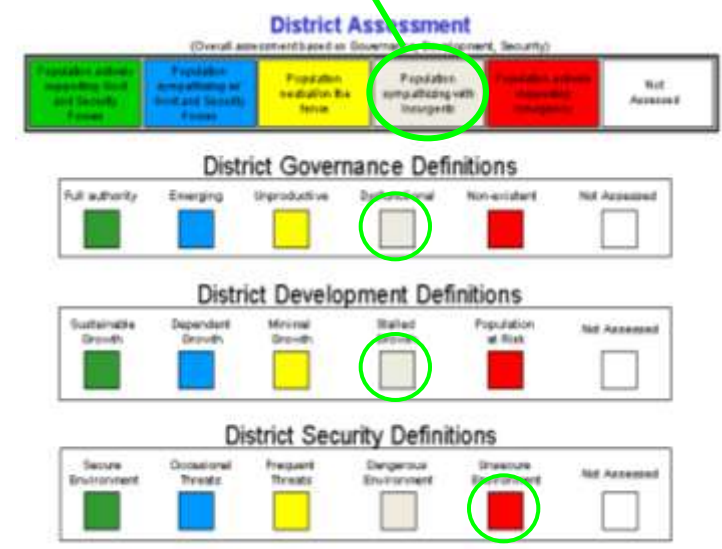 District Assessment
(Overall assessment based on Governance, Development, Security)
Population actively supporting Govt and Security Forces
Population sympathizing w/ Govt and Security Forces
Population neutral/on the fence
Population sympathizing with Insurgents
Population actively supporting
Not Assessed
District Governance Definitions
Full authority Emerging Unproductive Dysfunctional Non-existent Not Assessed
District Development Definitions
Sustainable Growth Dependent Growth Minimal Growth Stalled Growth Population at Risk Not Assessed
District Security Definitions
Secure Environment Occasional Threats Frequent Threats Dangerous Environment Unsecure Environment Not Assessed